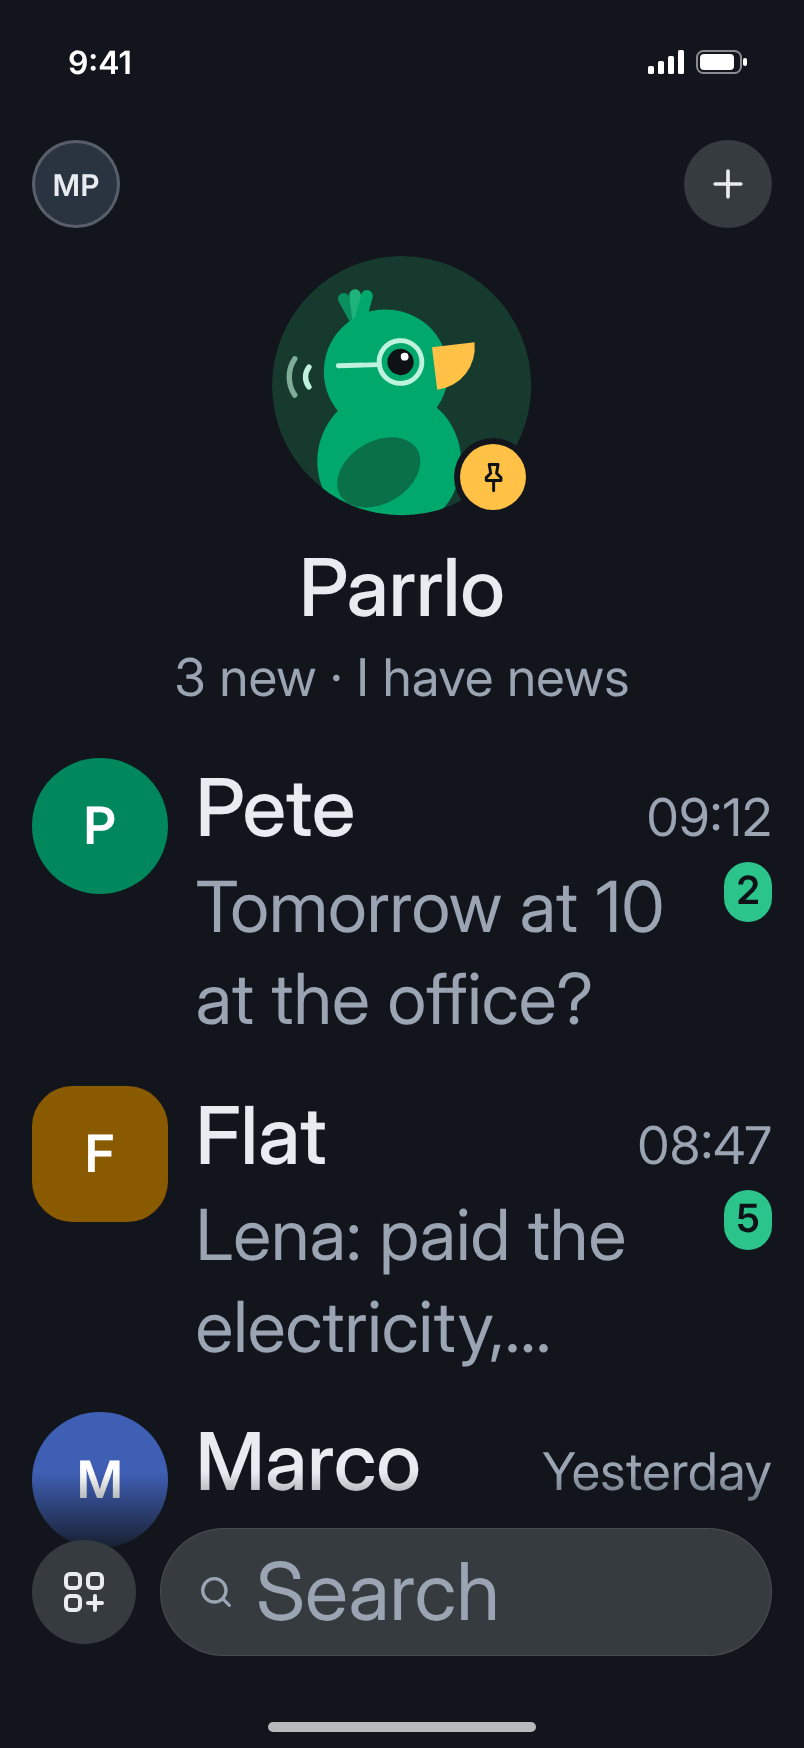 9:41
MP
Parrlo
3 new · I have news
P
Pete
09:12
Tomorrow at 10
2
at the office?
F
Flat
08:47
Lena: paid the
5
electricity,...
M
Marco
Yesterday
Search